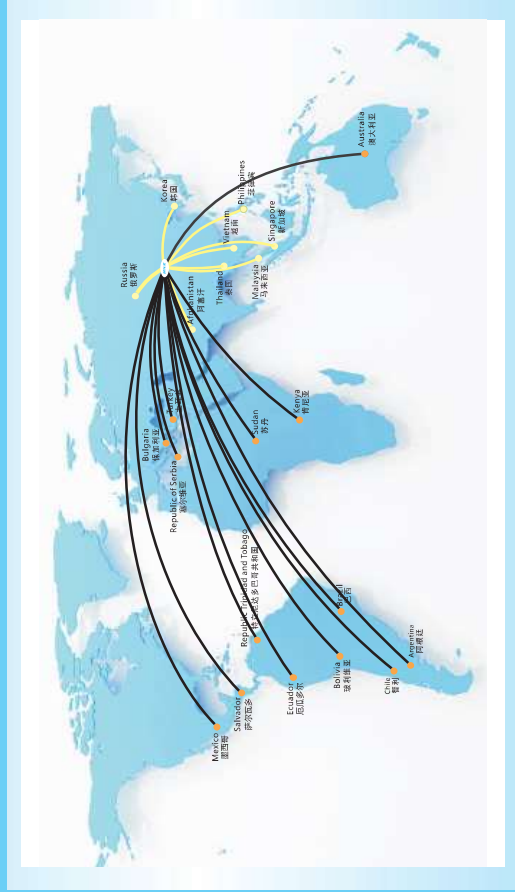 Australia
澳大利亚
Korea
韩国
Philippines
菲律宾
Vietnam
越南
Singapore
新加坡
Russia
俄罗斯
Thailand
泰国
Malaysia
马来西亚
Afghanistan
阿富汗
Turkey
Kenya
肯尼亚
Sudan
苏丹
Bulgaria
保加利亚
Republic of Serbia
塞尔维亚
Republic Trinidad and Tobago
特立尼达多巴哥共和国
Brazil
巴西
Argentina
阿根廷
Chile
智利
Bolivia
玻利维亚
Ecuador
厄瓜多尔
Salvador
萨尔瓦多
Mexico
墨西哥